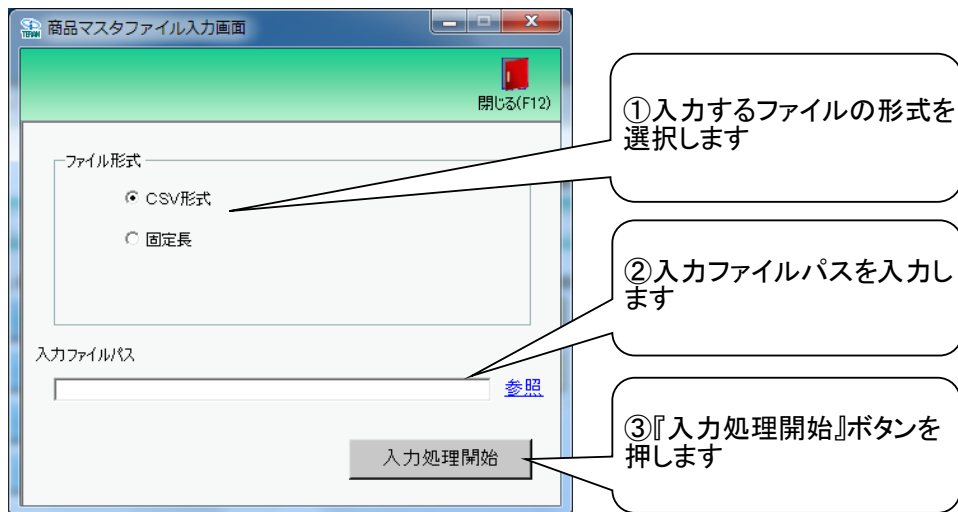 商品マスタファイル入力画面
閉じる(F12)
ファイル形式
CSV形式
固定長
入力ファイルパス
参照
入力処理開始
①入力するファイルの形式を
選択します
②入力ファイルパスを入力し
ます
③『入力処理開始』ボタンを
押します